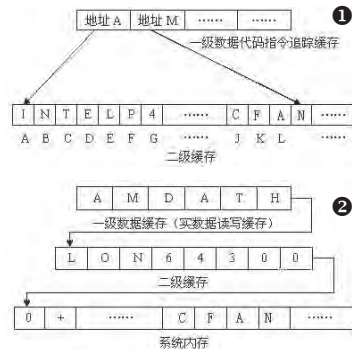 ❶
地址 A 地址 M …… ……
一级数据代码指令追踪缓存
I N T E L P 4 …… C F A N ……
A B C D E F G J K L ……
二级缓存
❷
A M D A T H
一级数据缓存（实数据读写缓存）
L O N 6 4 3 0 0
二级缓存
0 + …… C F A N ……
系统内存